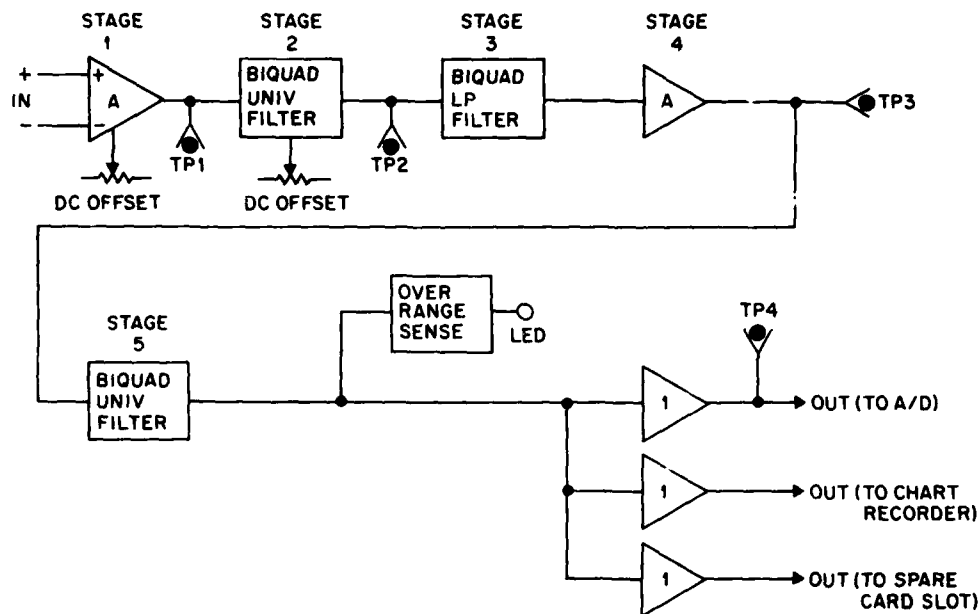 STAGE
1
STAGE
2
STAGE
3
STAGE
4
+
IN
-
+
-
A
BIQUAD
UNIV
FILTER
BIQUAD
LP
FILTER
A
TP1
TP2
TP3
DC OFFSET
DC OFFSET
STAGE
5
BIQUAD
UNIV
FILTER
OVER
RANGE
SENSE
LED
TP4
1
OUT (TO A/D)
1
OUT (TO CHART
RECORDER)
1
OUT (TO SPARE
CARD SLOT)